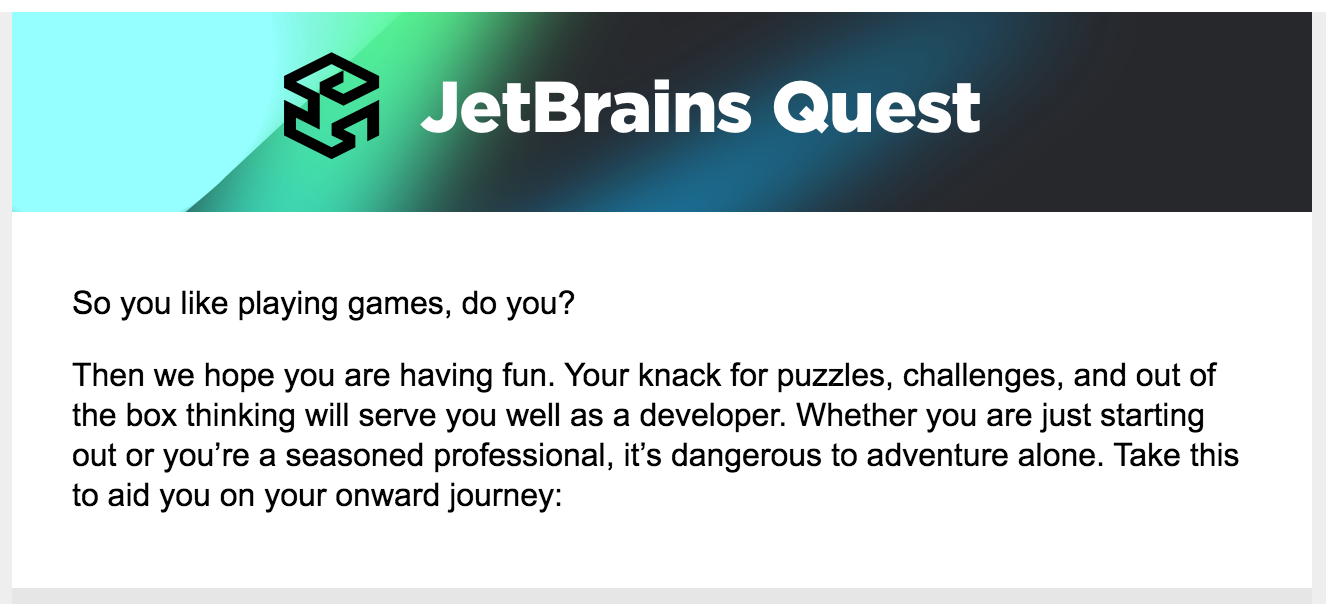 JetBrains Quest
So you like playing games, do you?
Then we hope you are having fun. Your knack for puzzles, challenges, and out of
the box thinking will serve you well as a developer. Whether you are just starting
out or you’re a seasoned professional, it’s dangerous to adventure alone. Take this
to aid you on your onward journey: